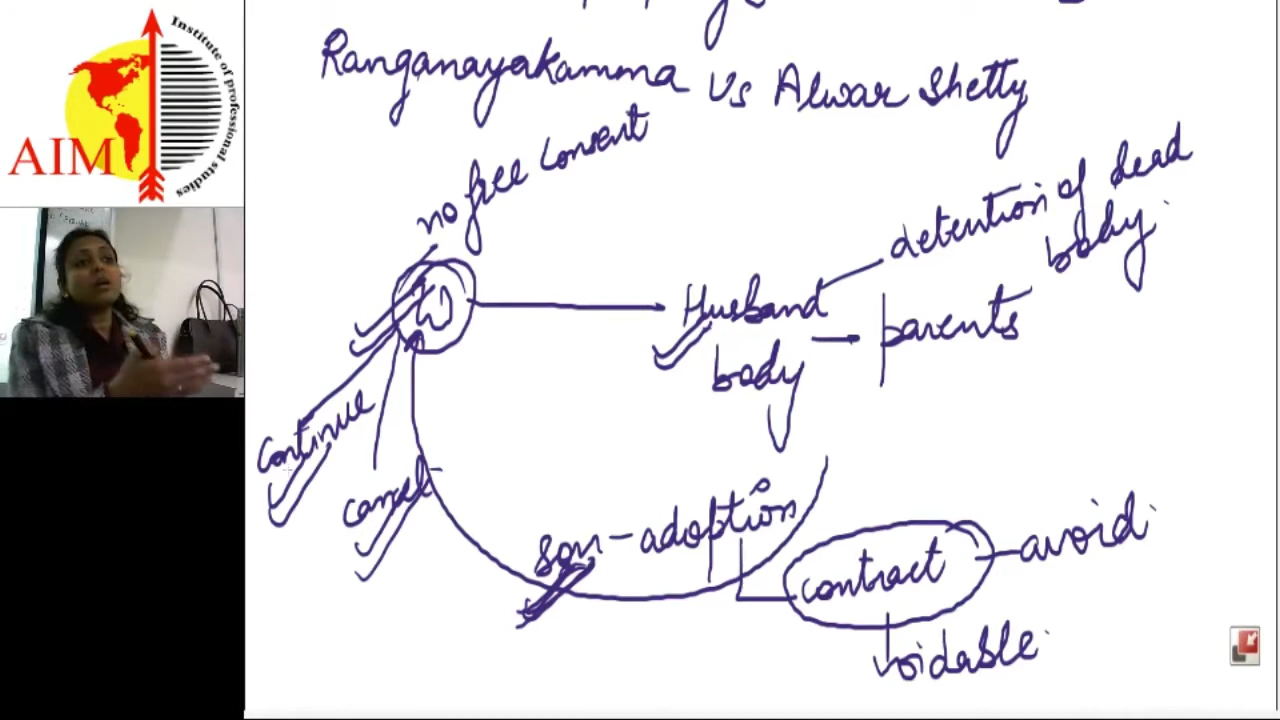 Institute of professional studies
AIM
Ranganayakamma Vs Alwar Shetty
no free consent
detention of dead
body
W
Husband
body
parents
continue
cancel
son-adoption
contract
avoid
voidable